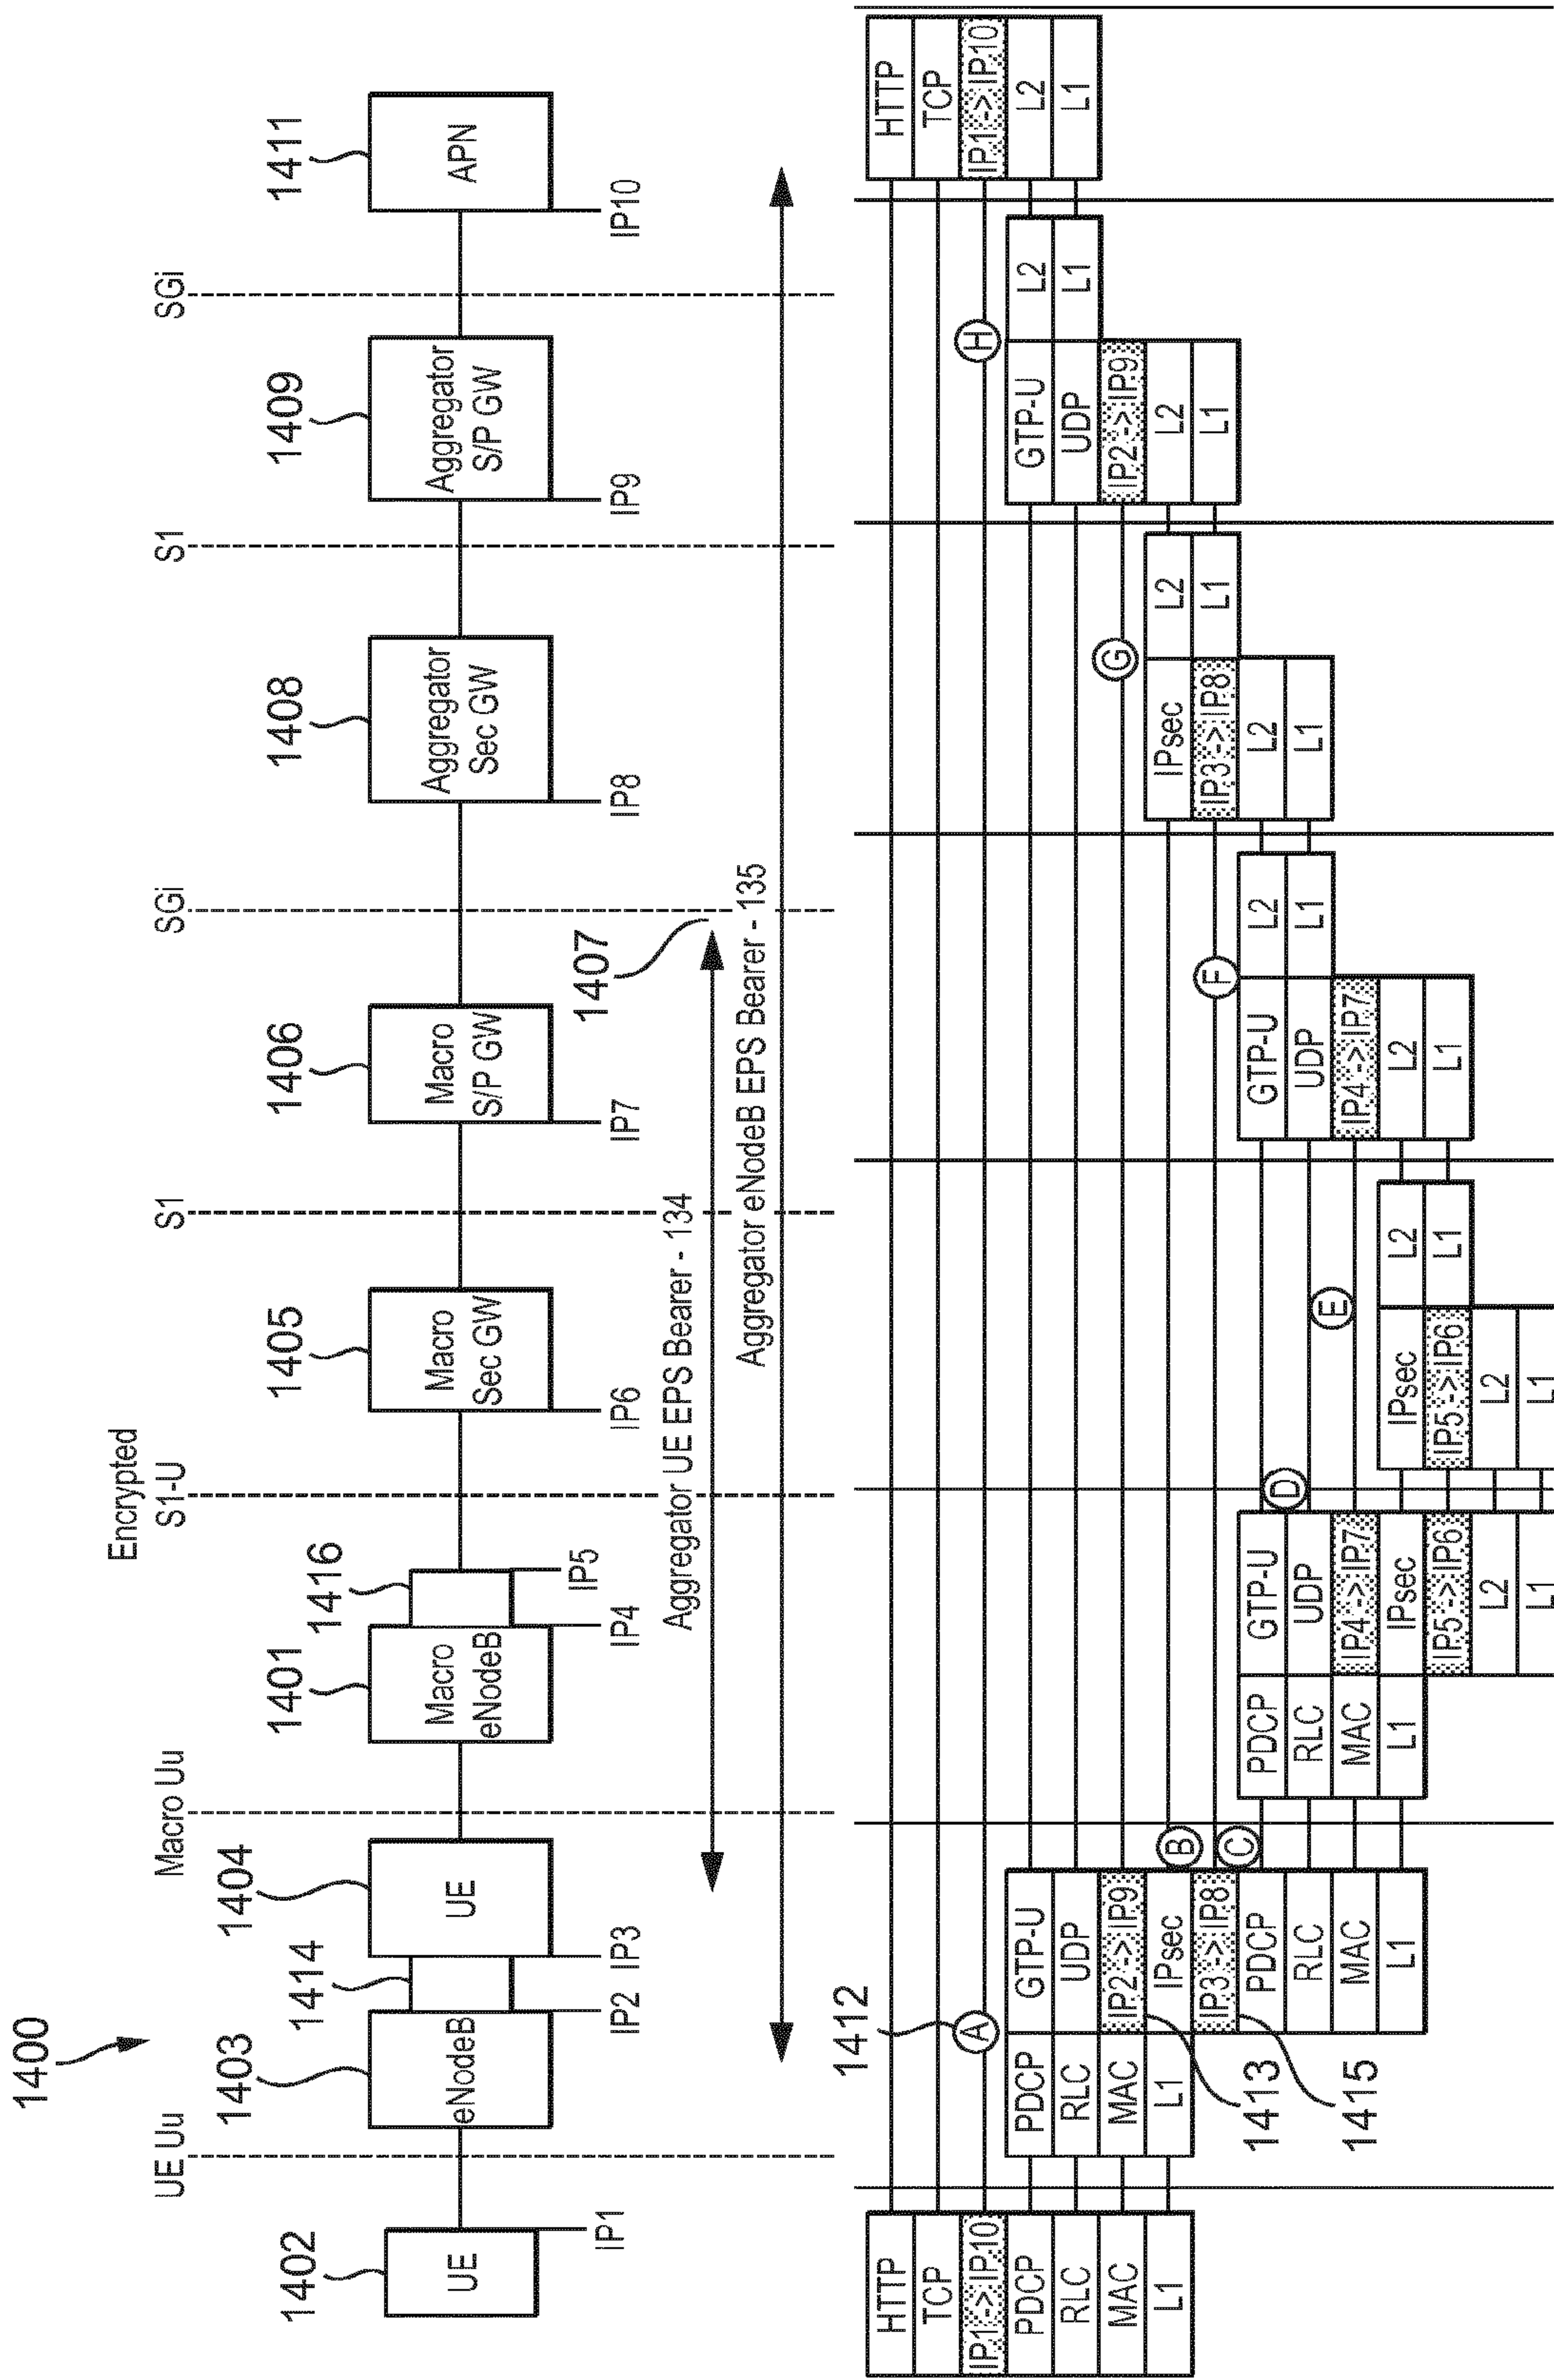 1400
UE Uu
Macro Uu
Encrypted
S1-U
S1
SGi
S1
SGi
1402
1403
1414
1404
1401
1416
1405
1406
1407
1408
1409
1411
UE
eNodeB
UE
Macro
eNodeB
Macro
Sec GW
Macro
S/P GW
Aggregator
Sec GW
Aggregator
S/P GW
APN
IP1
IP2
IP3
IP4
IP5
IP6
IP7
IP8
IP9
IP10
Aggregator UE EPS Bearer - 134
Aggregator eNodeB EPS Bearer - 135
HTTP
TCP
IP1 -> IP10
PDCP
RLC
MAC
L1
1412
A
PDCP
RLC
MAC
L1
GTP-U
UDP
IP2 -> IP9
IPsec
IP3 -> IP8
PDCP
RLC
MAC
L1
1413
1415
B
C
PDCP
RLC
MAC
L1
GTP-U
UDP
IP4 -> IP7
IPsec
IP5 -> IP6
L2
L1
D
IPsec
IP5 -> IP6
L2
L1
E
L2
L1
GTP-U
UDP
IP4 -> IP7
L2
L1
F
L2
L1
IPsec
IP3 -> IP8
L2
L1
G
L2
L1
GTP-U
UDP
IP2 -> IP9
L2
L1
H
L2
L1
HTTP
TCP
IP1 -> IP10
L2
L1